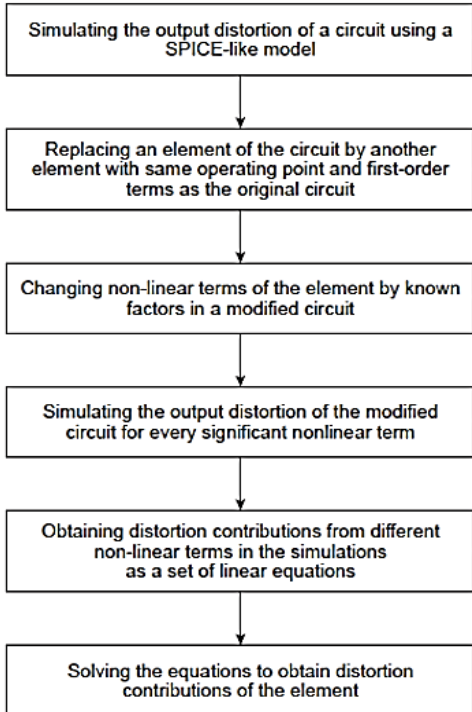 Simulating the output distortion of a circuit using a
SPICE-like model
Replacing an element of the circuit by another
element with same operating point and first-order
terms as the original circuit
Changing non-linear terms of the element by known
factors in a modified circuit
Simulating the output distortion of the modified
circuit for every significant nonlinear term
Obtaining distortion contributions from different
non-linear terms in the simulations
as a set of linear equations
Solving the equations to obtain distortion
contributions of the element